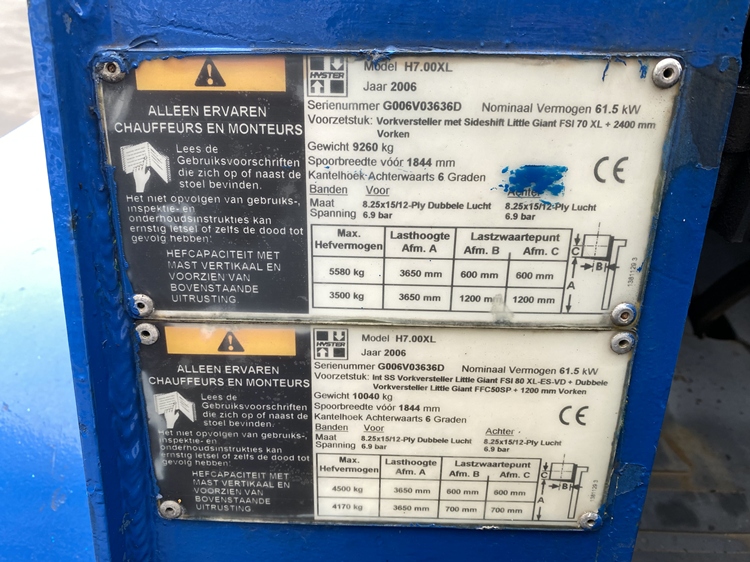 HYSTER
Model H7.00XL
Jaar 2006
ALLEEN ERVAREN
CHAUFFEURS EN MONTEURS
Lees de
Gebruiksvoorschriften
die zich op of naast de
stoel bevinden.
Het niet opvolgen van gebruiks-,
inspektie- en
onderhoudsinstrukties kan
ernstig letsel of zelfs de dood tot
gevolg hebben!
HEFCAPACITEIT MET
MAST VERTIKAAL EN
VOORZIEN VAN
BOVENSTAANDE
UITRUSTING.
Serienummer G006V03636D Nominaal Vermogen 61.5 kW
Voorzetstuk: Vorkversteller met Sideshift Little Giant FSI 70 XL + 2400 mm
Vorken
Gewicht 9260 kg
Spoorbreedte vóór 1844 mm
Kantelhoek Achterwaarts 6 Graden
CE
Banden Voor Achter
Maat 8.25x15/12-Ply Dubbele Lucht 8.25x15/12-Ply Lucht
Spanning 6.9 bar 6.9 bar
Max. Hefvermogen Lasthoogte Afm. A Lastzwaartepunt Afm. B Afm. C
5580 kg 3650 mm 600 mm 600 mm
3500 kg 3650 mm 1200 mm 1200 mm
C
B
A
HYSTER
Model H7.00XL
Jaar 2006
ALLEEN ERVAREN
CHAUFFEURS EN MONTEURS
Lees de
Gebruiksvoorschriften
die zich op of naast de
stoel bevinden.
Het niet opvolgen van gebruiks-,
inspektie- en
onderhoudsinstrukties kan
ernstig letsel of zelfs de dood tot
gevolg hebben!
HEFCAPACITEIT MET
MAST VERTIKAAL EN
VOORZIEN VAN
BOVENSTAANDE
UITRUSTING.
Serienummer G006V03636D Nominaal Vermogen 61.5 kW
Voorzetstuk: Int SS Vorkversteller Little Giant FSI 80 XL-ES-VD + Dubbele
Vorkversteller Little Giant FFC50SP + 1200 mm Vorken
Gewicht 10040 kg
Spoorbreedte vóór 1844 mm
Kantelhoek Achterwaarts 6 Graden
CE
Banden Voor Achter
Maat 8.25x15/12-Ply Dubbele Lucht 8.25x15/12-Ply Lucht
Spanning 6.9 bar 6.9 bar
Max. Hefvermogen Lasthoogte Afm. A Lastzwaartepunt Afm. B Afm. C
4500 kg 3650 mm 600 mm 600 mm
4170 kg 3650 mm 700 mm 700 mm
C
B
A